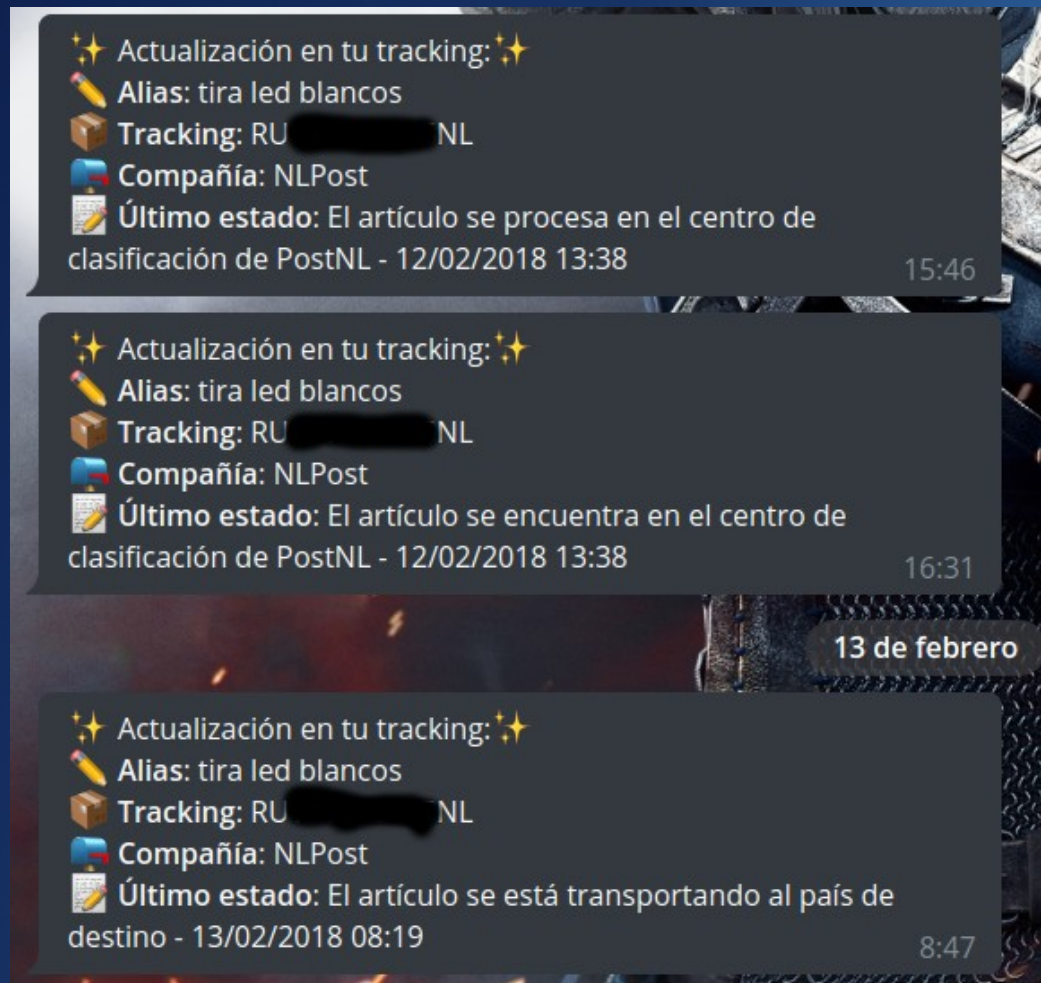 ✨ Actualización en tu tracking:✨
✏️ Alias: tira led blancos
📦 Tracking: RU NL
📪 Compañía: NLPost
📝 Último estado: El artículo se procesa en el centro de
clasificación de PostNL - 12/02/2018 13:38
15:46
✨ Actualización en tu tracking:✨
✏️ Alias: tira led blancos
📦 Tracking: RU NL
📪 Compañía: NLPost
📝 Último estado: El artículo se encuentra en el centro de
clasificación de PostNL - 12/02/2018 13:38
16:31
13 de febrero
✨ Actualización en tu tracking:✨
✏️ Alias: tira led blancos
📦 Tracking: RU NL
📪 Compañía: NLPost
📝 Último estado: El artículo se está transportando al país de
destino - 13/02/2018 08:19
8:47